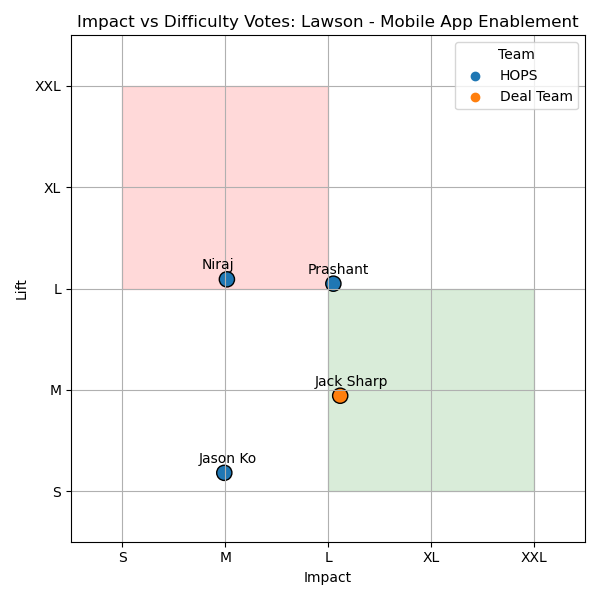 Impact vs Difficulty Votes: Lawson - Mobile App Enablement
Team
HOPS
Deal Team
XXL
XL
L
M
S
Lift
Niraj
Prashant
Jack Sharp
Jason Ko
S
M
L
XL
XXL
Impact